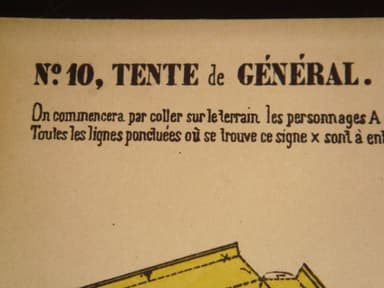 No. 10, TENTE de GÉNÉRAL.
On commencera par coller sur le terrain les personnages A
Toutes les lignes ponctuées où se trouve ce signe x sont à ent